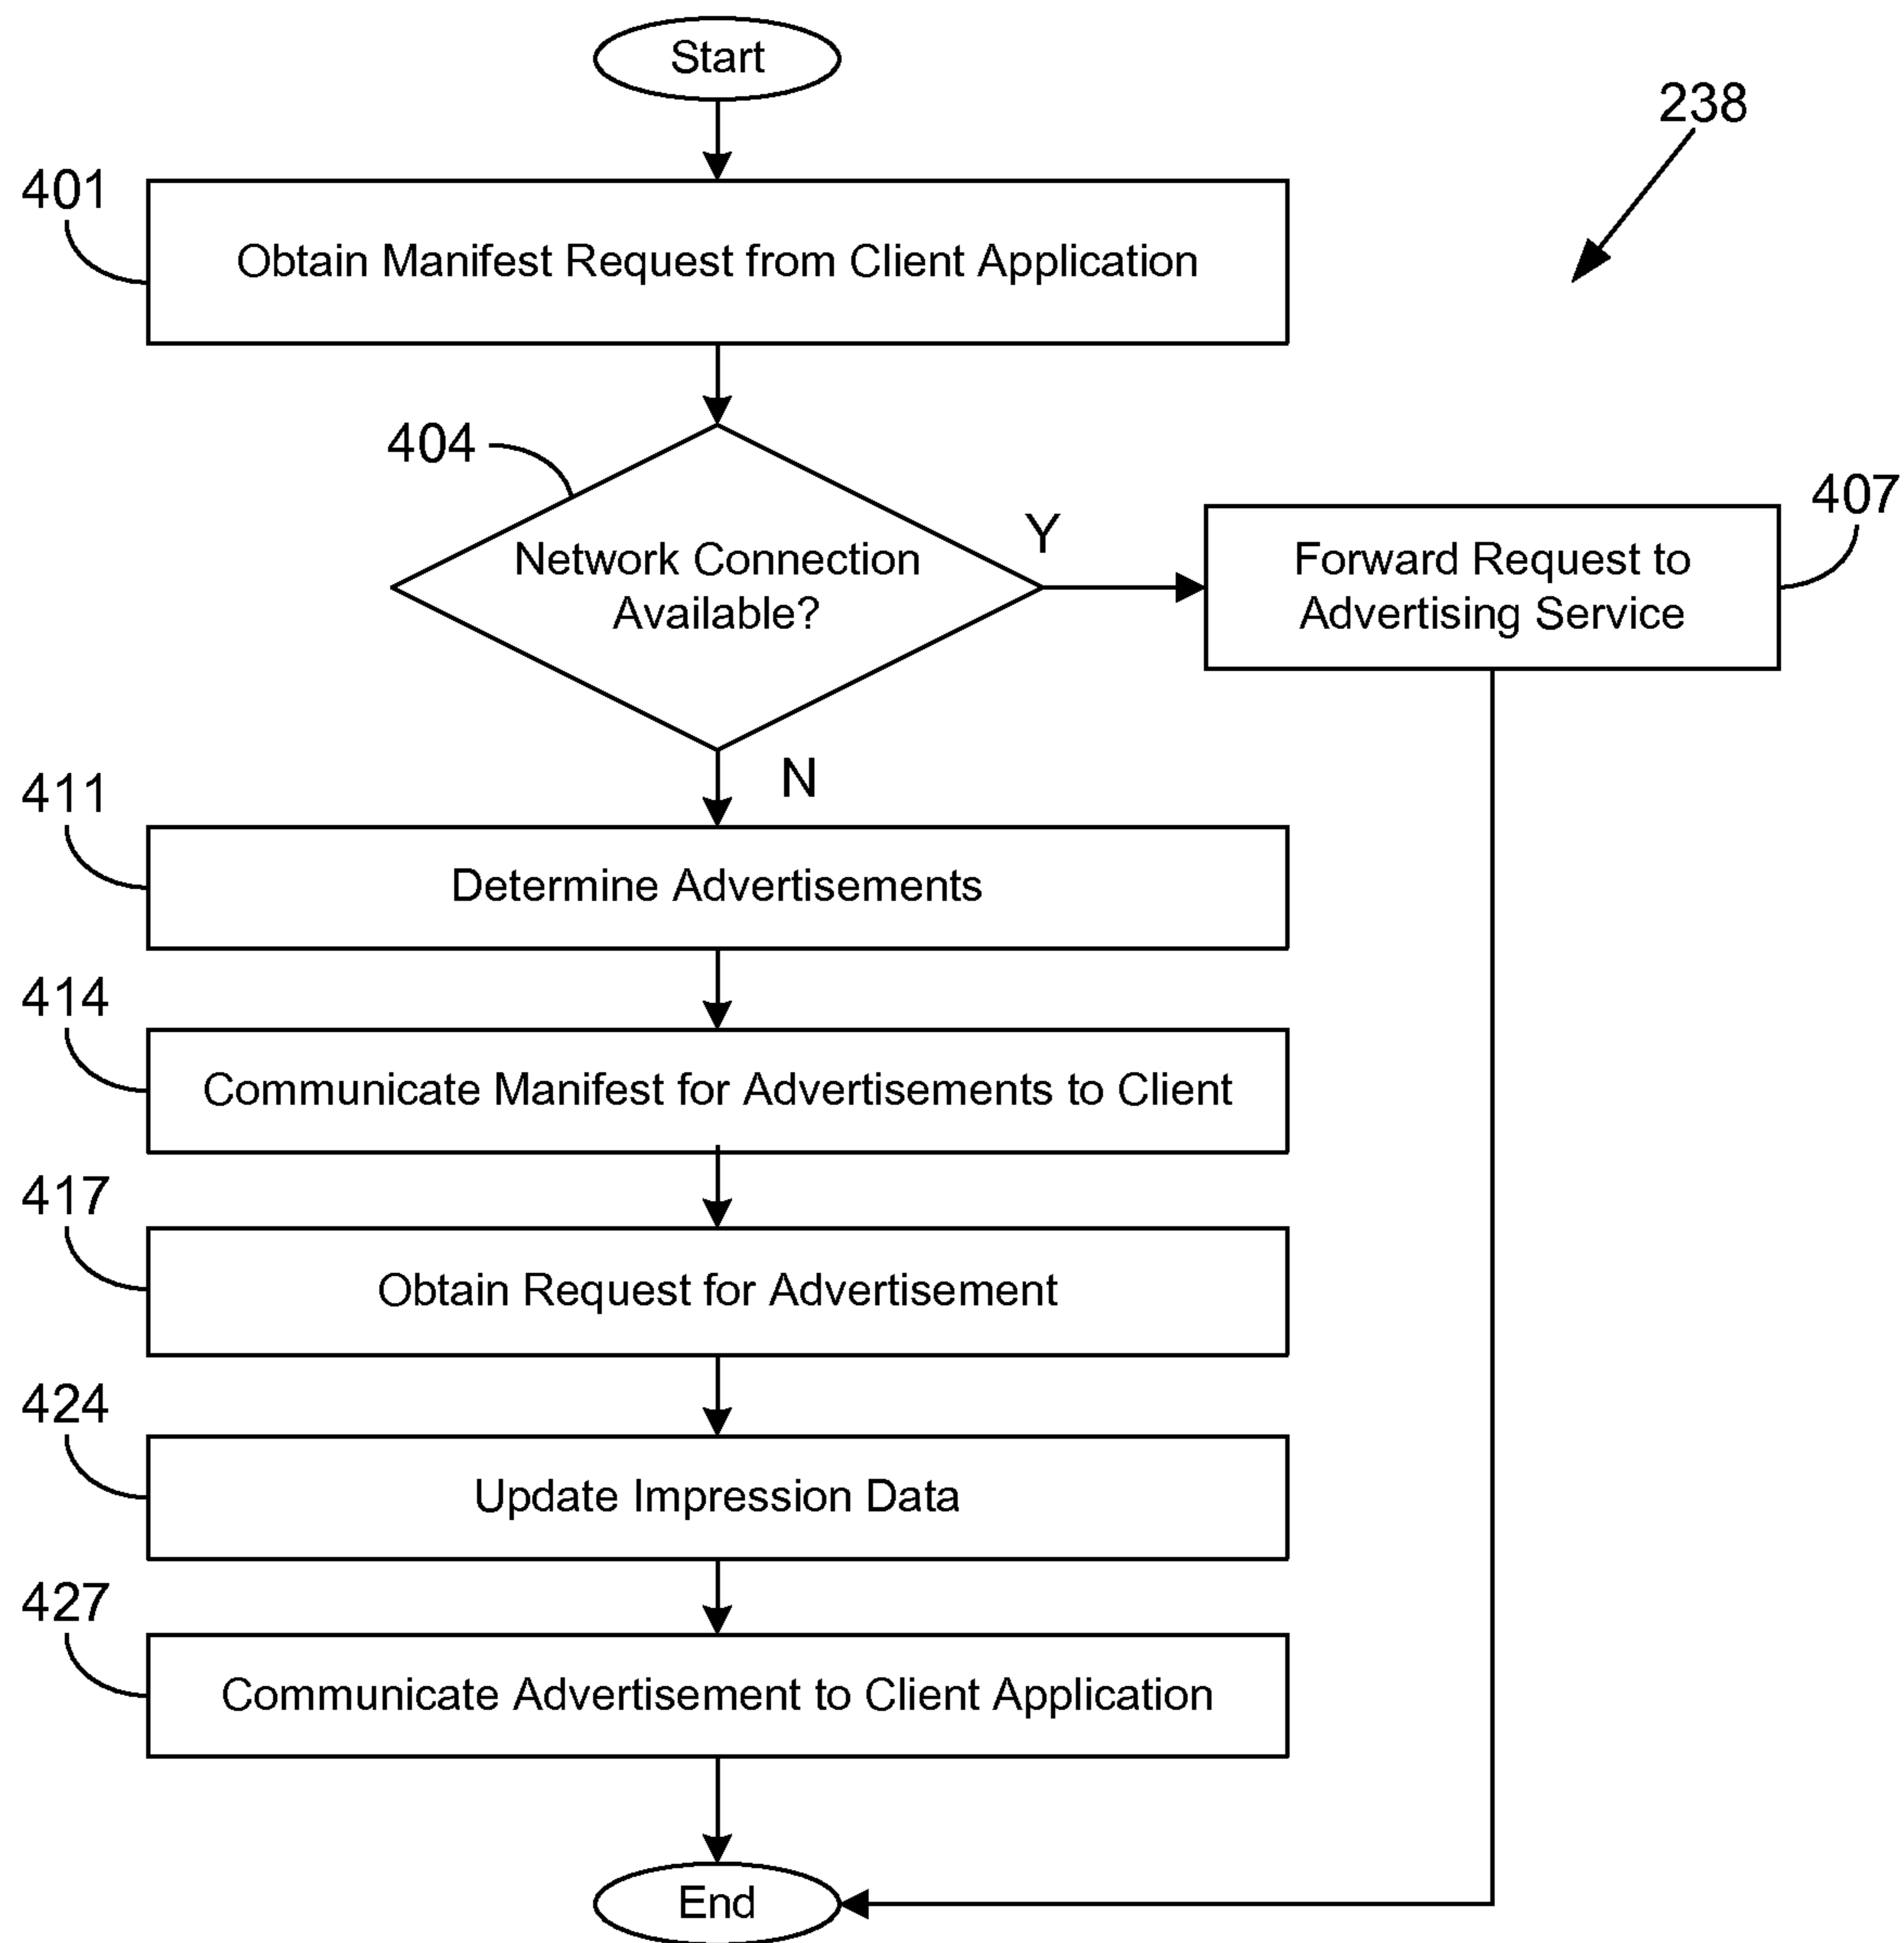 Start
238
401
Obtain Manifest Request from Client Application
404
Network Connection
Available?
Y
407
Forward Request to
Advertising Service
N
411
Determine Advertisements
414
Communicate Manifest for Advertisements to Client
417
Obtain Request for Advertisement
424
Update Impression Data
427
Communicate Advertisement to Client Application
End